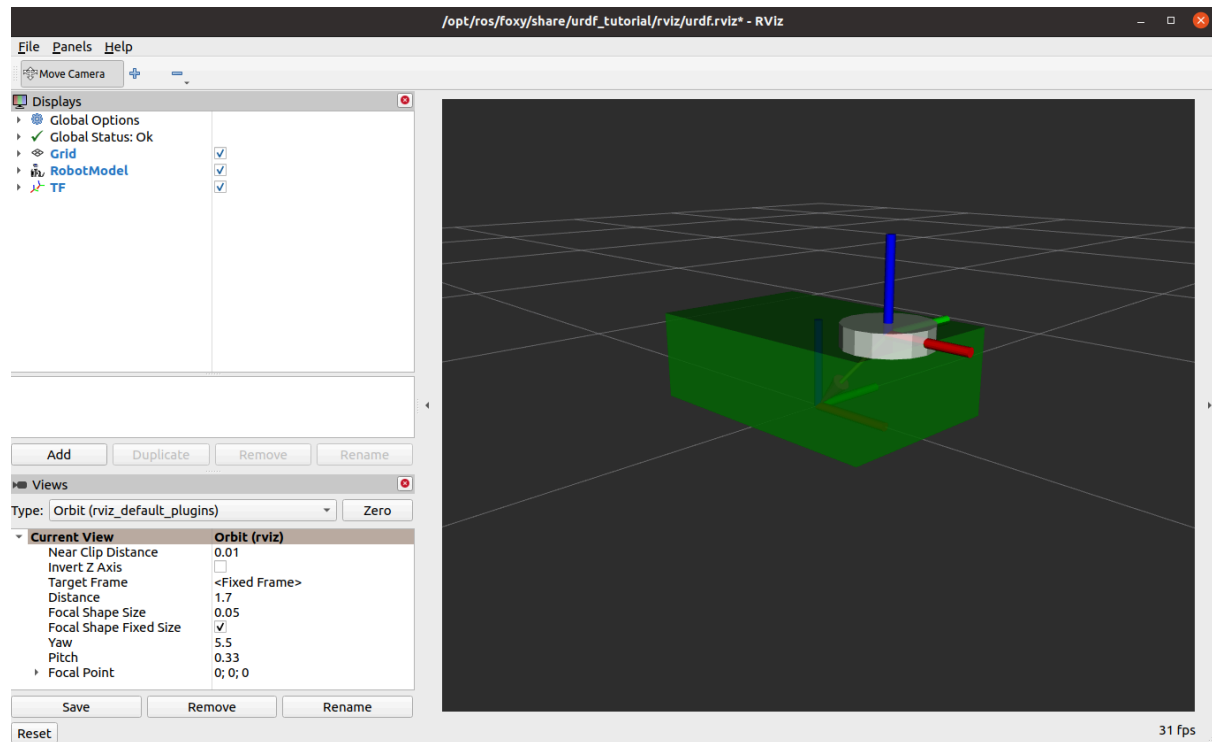 /opt/ros/foxy/share/urdf_tutorial/rviz/urdf.rviz* - RViz
File Panels Help
Move Camera
Displays
Global Options
Global Status: Ok
Grid
RobotModel
TF
Add Duplicate Remove Rename
Views
Type: Orbit (rviz_default_plugins) Zero
Current View Orbit (rviz)
Near Clip Distance 0.01
Invert Z Axis
Target Frame <Fixed Frame>
Distance 1.7
Focal Shape Size 0.05
Focal Shape Fixed Size
Yaw 5.5
Pitch 0.33
Focal Point 0; 0; 0
Save Remove Rename
Reset 31 fps